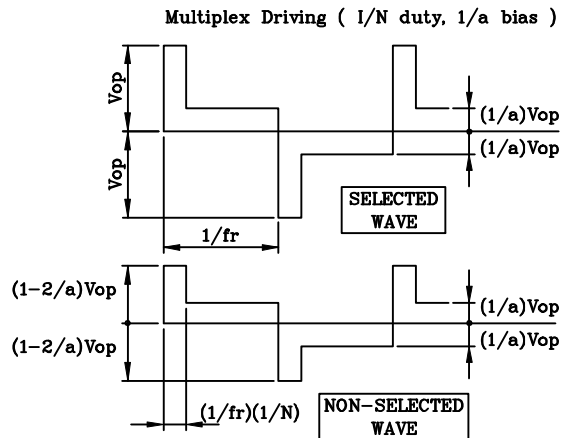 Multiplex Driving ( I/N duty, 1/a bias )
Vop
(1/a)Vop
(1/a)Vop
Vop
SELECTED
WAVE
1/fr
(1-2/a)Vop
(1/a)Vop
(1-2/a)Vop
(1/a)Vop
(1/fr)(1/N)
NON-SELECTED
WAVE